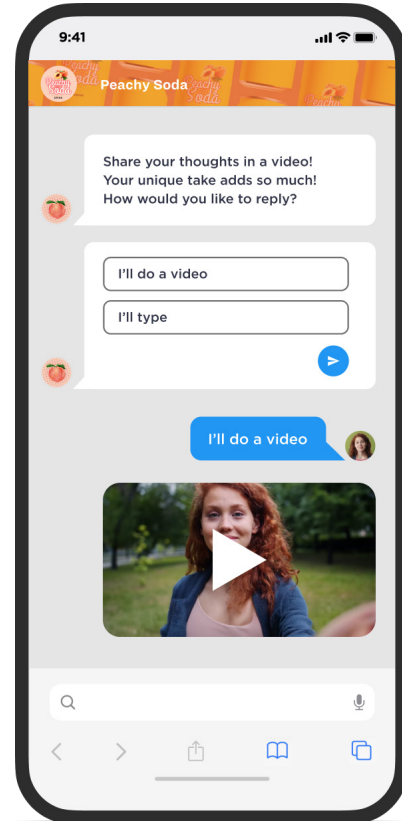 9:41
Peachy Soda
Share your thoughts in a video!
Your unique take adds so much!
How would you like to reply?
I'll do a video
I'll type
I'll do a video